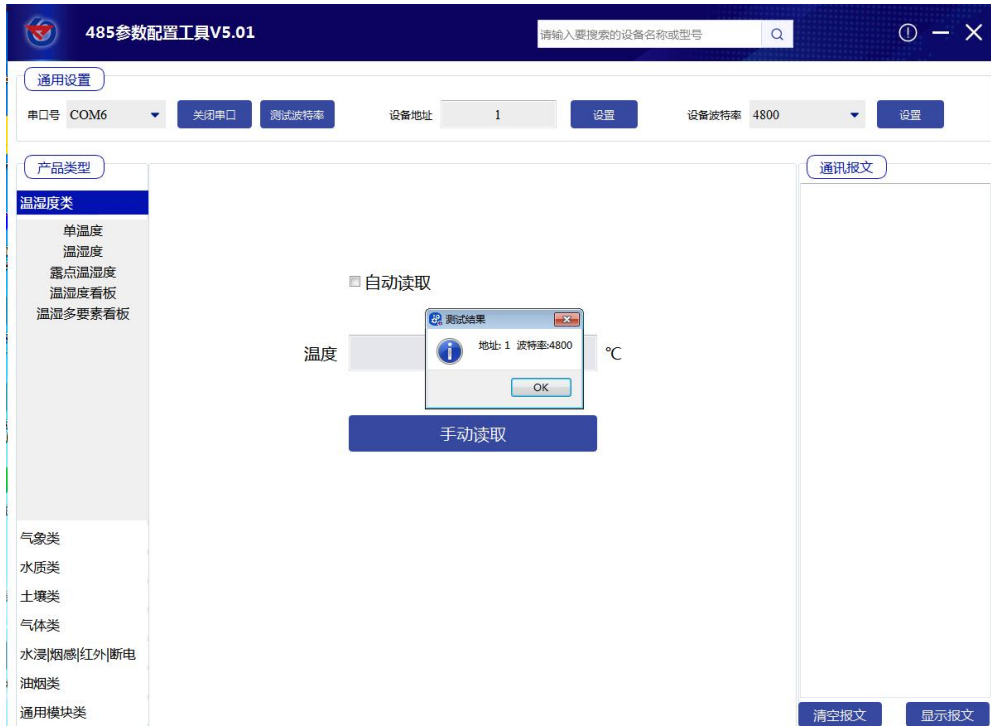 485参数配置工具V5.01
请输入要搜索的设备名称或型号
通用设置
串口号 COM6 关闭串口 测试波特率 设备地址 1 设置 设备波特率 4800 设置
产品类型
通讯报文
温湿度类
单温度
温湿度
露点温湿度
温湿度看板
温湿多要素看板
自动读取
测试结果
地址: 1 波特率:4800
OK
温度 ℃
手动读取
气象类
水质类
土壤类
气体类
水浸|烟感|红外|断电
油烟类
通用模块类
清空报文 显示报文